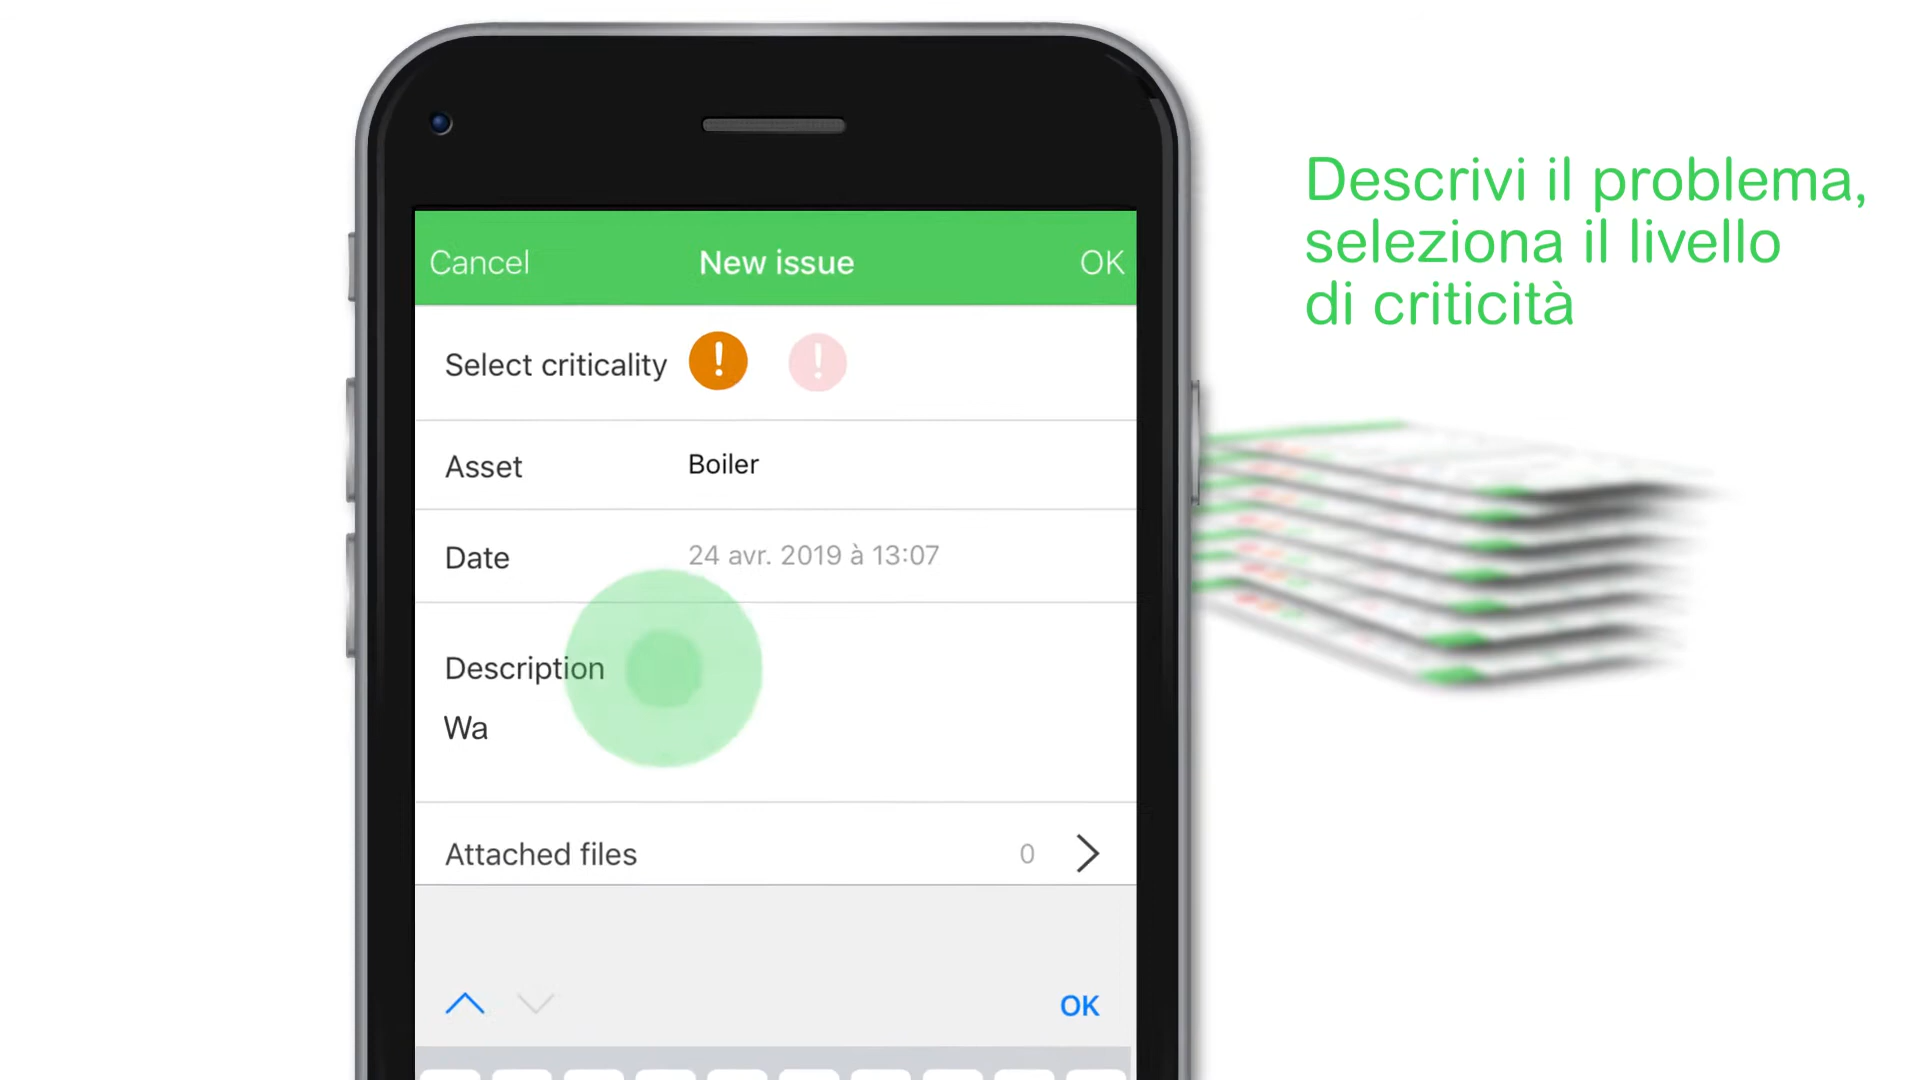 Cancel New issue OK
Descrivi il problema,
seleziona il livello
di criticità
Select criticality ! !
Asset Boiler
Date 24 avr. 2019 à 13:07
Description
Wa
Attached files 0
OK